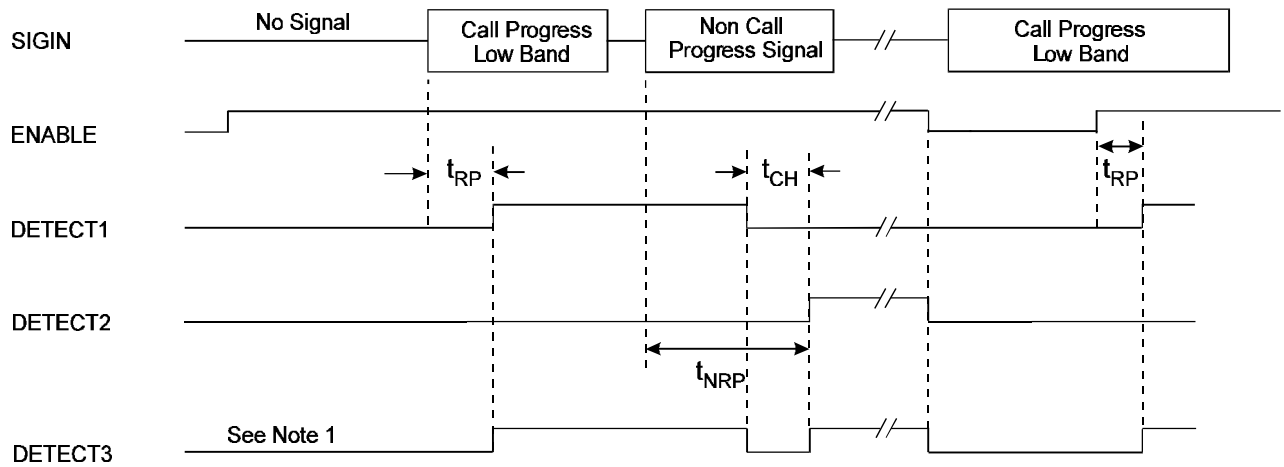 No Signal
SIGIN
Call Progress
Low Band
Non Call
Progress Signal
Call Progress
Low Band
ENABLE
tRP
tCH
tRP
DETECT1
DETECT2
tNRP
See Note 1
DETECT3